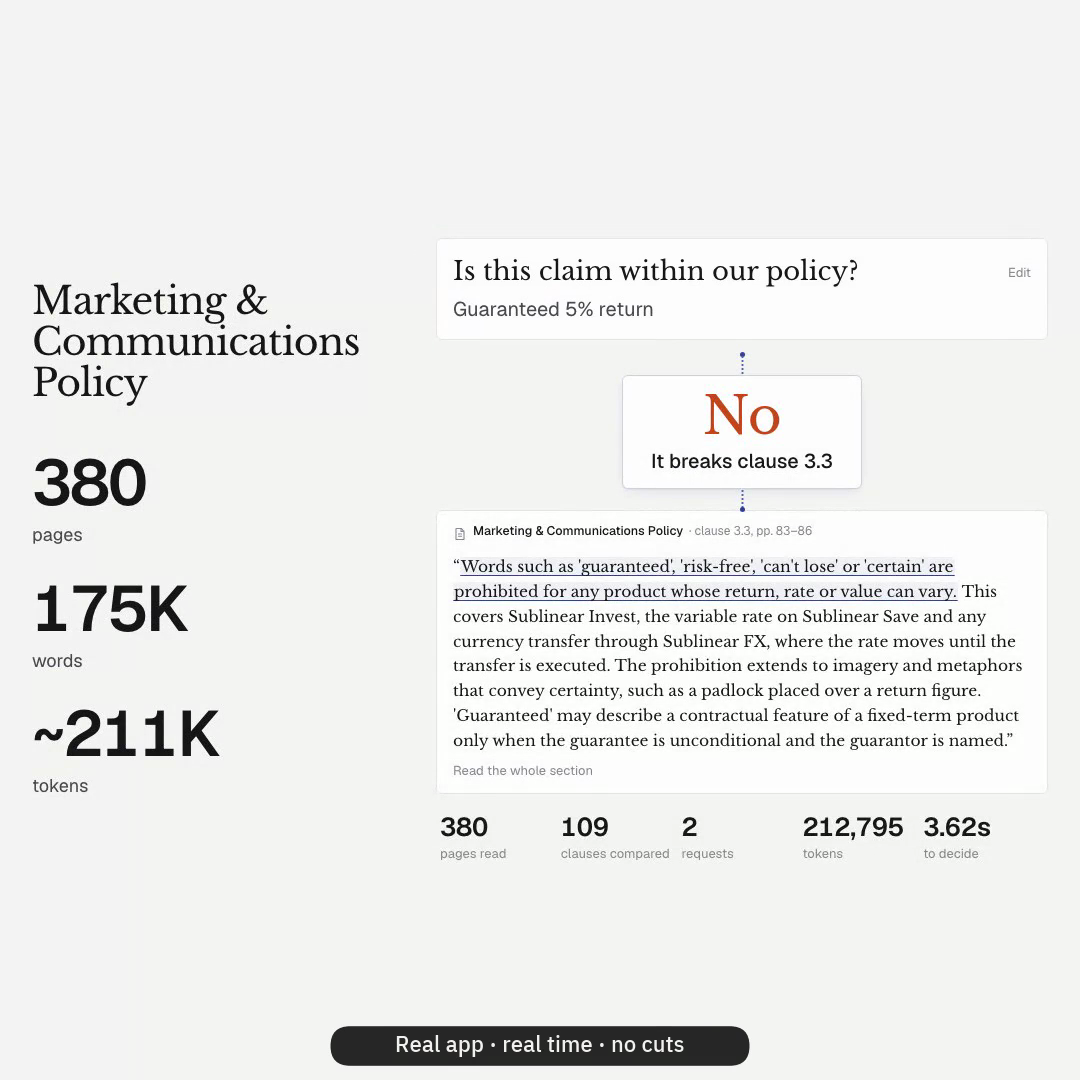 Marketing &
Communications
Policy
380
pages
175K
words
~211K
tokens
Is this claim within our policy?
Edit
Guaranteed 5% return
No
It breaks clause 3.3
Marketing & Communications Policy · clause 3.3, pp. 83–86
“Words such as 'guaranteed', 'risk-free', 'can't lose' or 'certain' are
prohibited for any product whose return, rate or value can vary. This
covers Sublinear Invest, the variable rate on Sublinear Save and any
currency transfer through Sublinear FX, where the rate moves until the
transfer is executed. The prohibition extends to imagery and metaphors
that convey certainty, such as a padlock placed over a return figure.
'Guaranteed' may describe a contractual feature of a fixed-term product
only when the guarantee is unconditional and the guarantor is named.”
Read the whole section
380 109 2 212,795 3.62s
pages read clauses compared requests tokens to decide
Real app · real time · no cuts